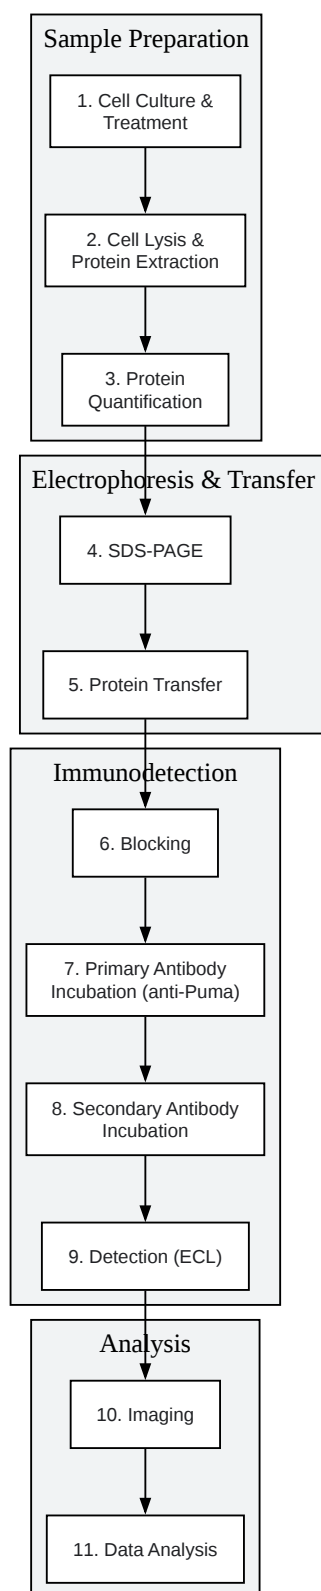 Sample Preparation
1. Cell Culture &
Treatment
2. Cell Lysis &
Protein Extraction
3. Protein
Quantification
Electrophoresis & Transfer
4. SDS-PAGE
5. Protein Transfer
Immunodetection
6. Blocking
7. Primary Antibody
Incubation (anti-Puma)
8. Secondary Antibody
Incubation
9. Detection (ECL)
Analysis
10. Imaging
11. Data Analysis